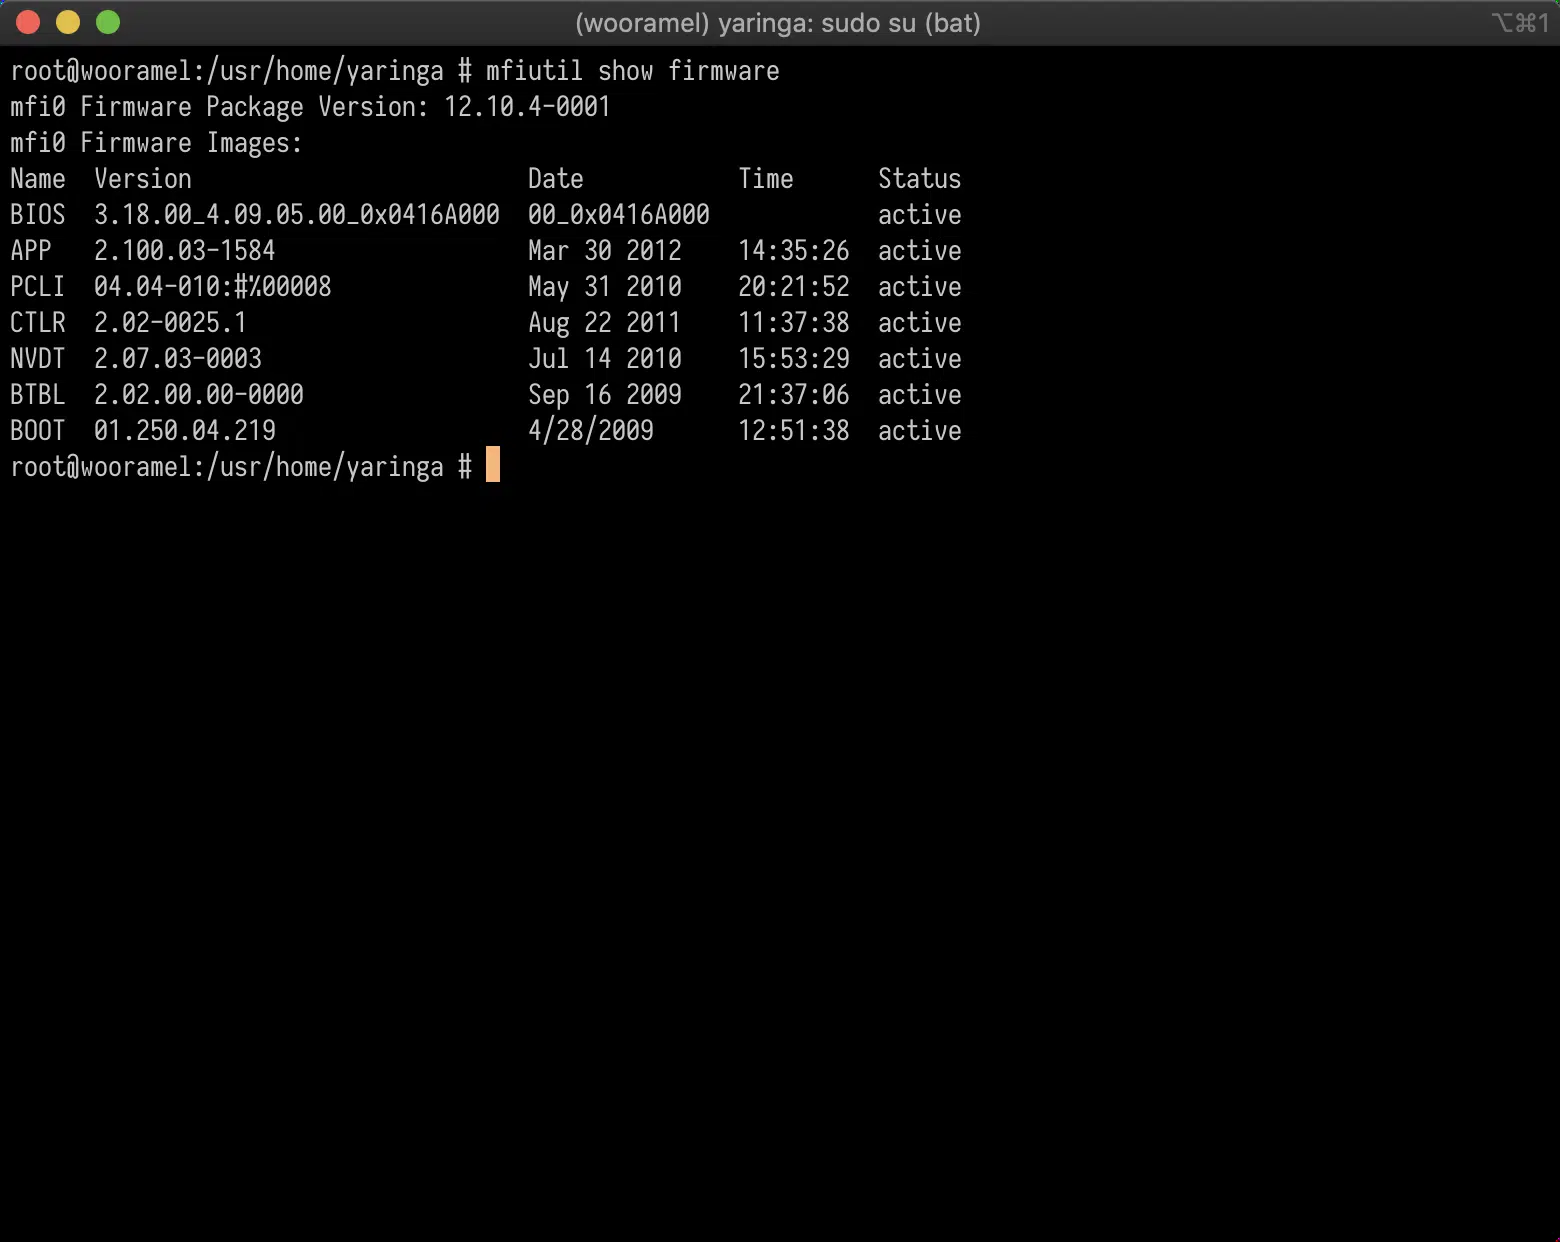 (wooramel) yaringa: sudo su (bat)
⌥⌘1
root@wooramel:/usr/home/yaringa # mfiutil show firmware
mfi0 Firmware Package Version: 12.10.4-0001
mfi0 Firmware Images:
Name  Version                        Date           Time      Status
BIOS  3.18.00_4.09.05.00_0x0416A000  00_0x0416A000            active
APP   2.100.03-1584                  Mar 30 2012    14:35:26  active
PCLI  04.04-010:#%00008              May 31 2010    20:21:52  active
CTLR  2.02-0025.1                    Aug 22 2011    11:37:38  active
NVDT  2.07.03-0003                   Jul 14 2010    15:53:29  active
BTBL  2.02.00.00-0000                Sep 16 2009    21:37:06  active
BOOT  01.250.04.219                  4/28/2009      12:51:38  active
root@wooramel:/usr/home/yaringa #